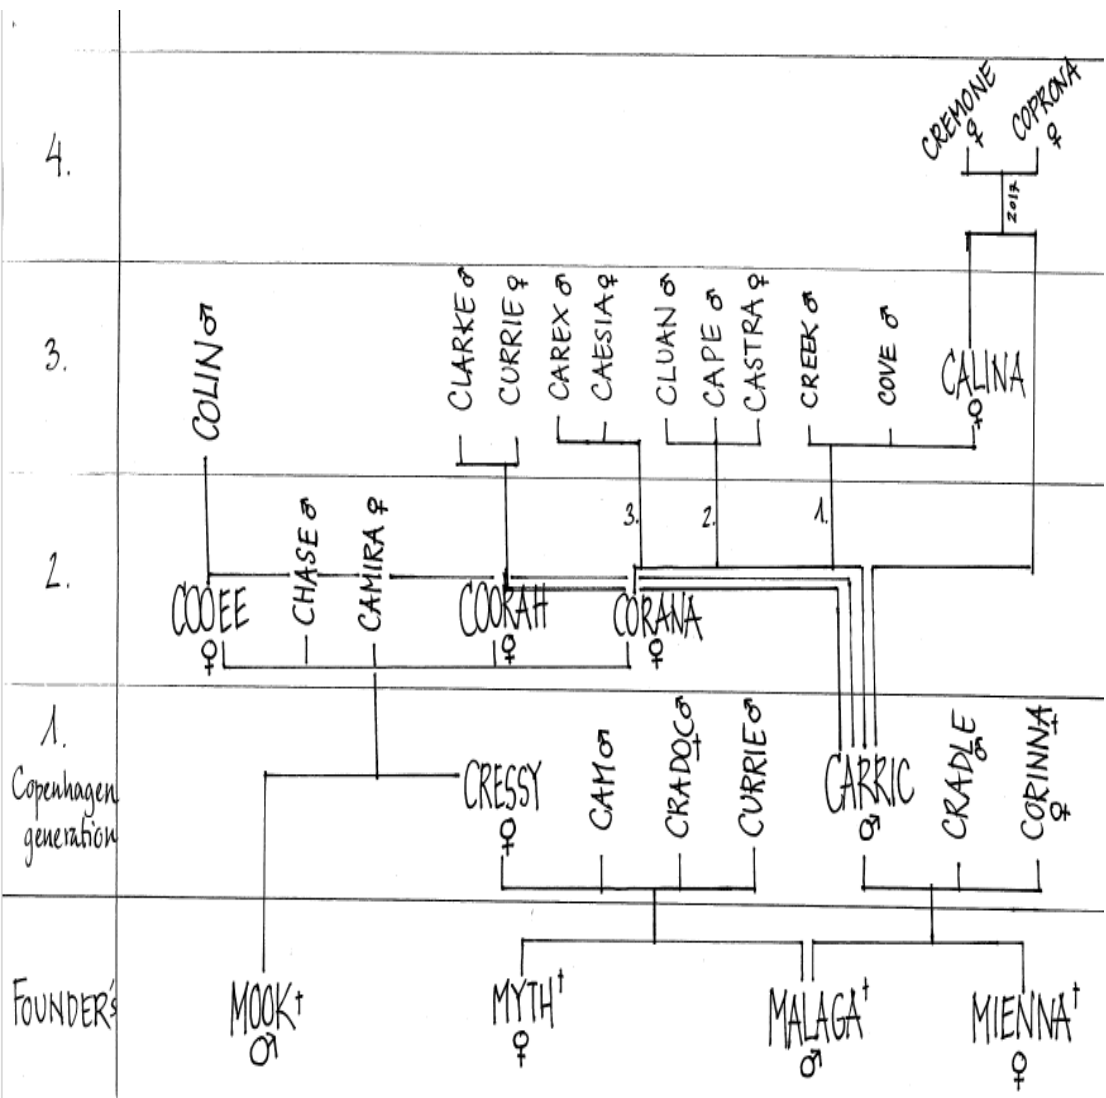 4.
CREMONE ♀
COPRONA ♀
2017
3.
COLIN ♂
CLARKE ♂
CURRIE ♀
CAREX ♂
CAESIA ♀
CLUAN ♂
CAPE ♂
CASTRA ♀
CREEK ♂
COVE ♂
CALINA ♀
3.
2.
1.
2.
COOEE ♀
CHASE ♂
CAMIRA ♀
COORAH ♀
CORANA ♀
1.
Copenhagen
generation
CRESSY ♀
CAM ♂
CRADOC ♂ †
CURRIE ♂
CARRIC ♂
CRADLE ♂
CORINNA † ♀
FOUNDER'S
MOOK † ♂
MYTH † ♀
MALAGA † ♂
MIENNA † ♀